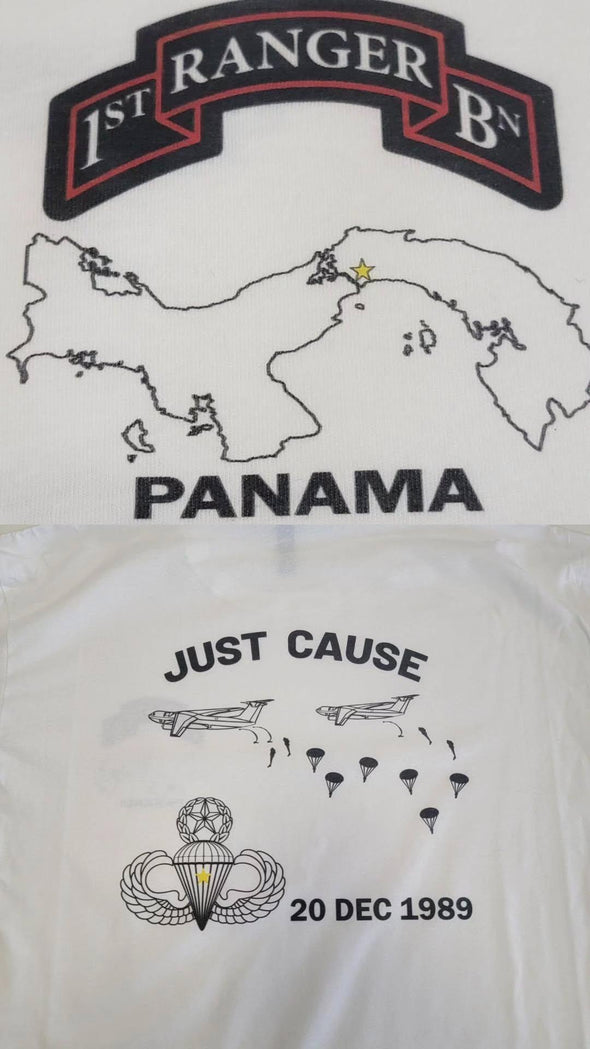 1ST RANGER BN
PANAMA
JUST CAUSE
20 DEC 1989